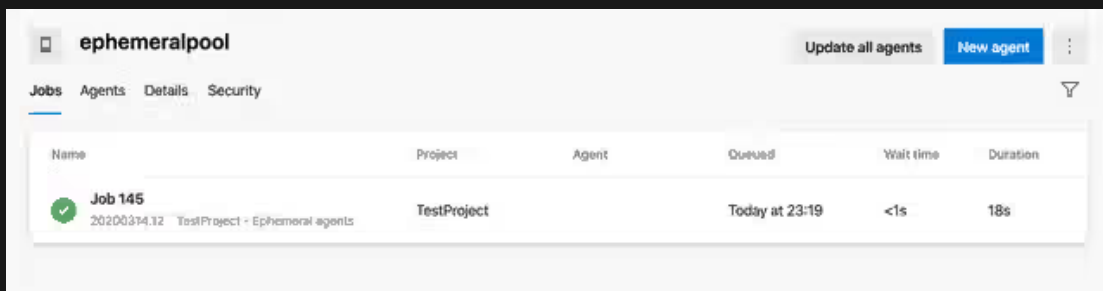 ephemeralpool
Update all agents
New agent
Jobs Agents Details Security
Name Project Agent Queued Wait time Duration
Job 145
TestProject Today at 23:19 <1s 18s
20200314.12 TestProject - Ephemeral agents